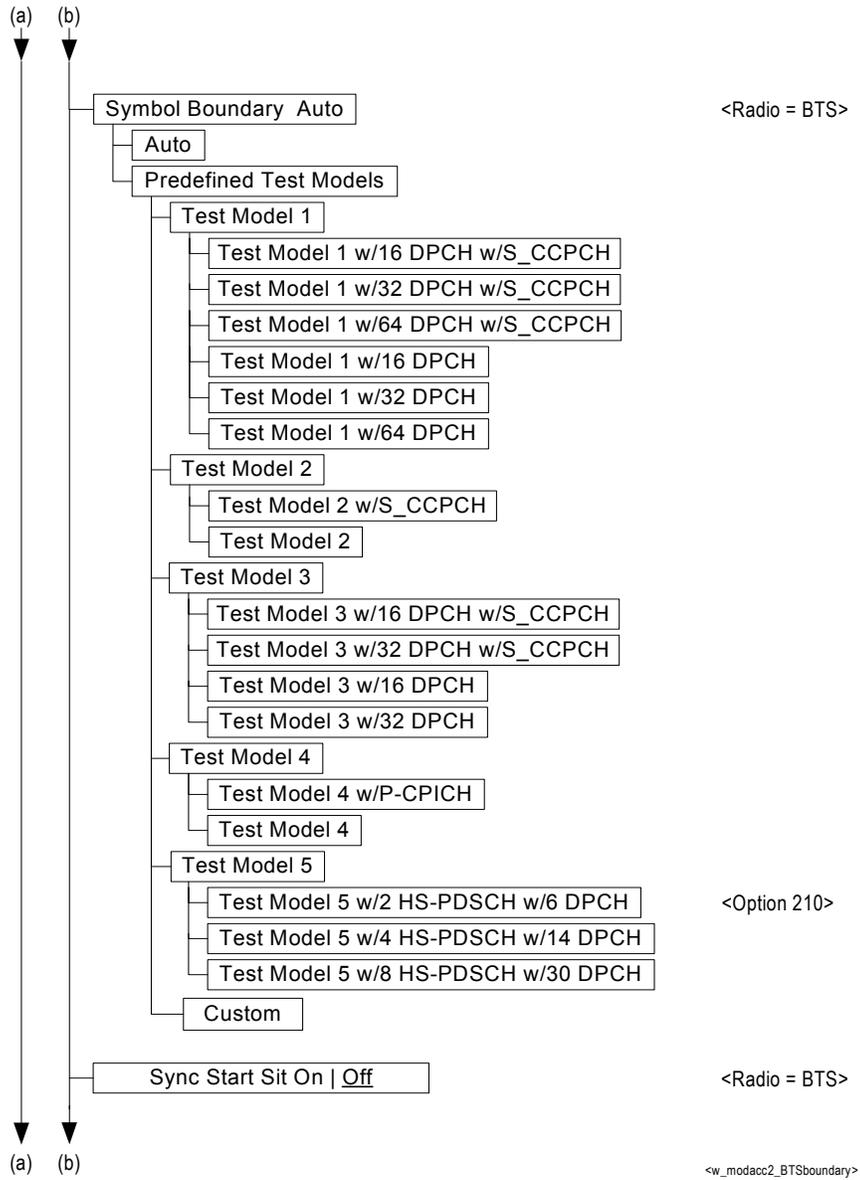 (a) (b)
Symbol Boundary Auto <Radio = BTS>
Auto
Predefined Test Models
Test Model 1
Test Model 1 w/16 DPCH w/S_CCPCH
Test Model 1 w/32 DPCH w/S_CCPCH
Test Model 1 w/64 DPCH w/S_CCPCH
Test Model 1 w/16 DPCH
Test Model 1 w/32 DPCH
Test Model 1 w/64 DPCH
Test Model 2
Test Model 2 w/S_CCPCH
Test Model 2
Test Model 3
Test Model 3 w/16 DPCH w/S_CCPCH
Test Model 3 w/32 DPCH w/S_CCPCH
Test Model 3 w/16 DPCH
Test Model 3 w/32 DPCH
Test Model 4
Test Model 4 w/P-CPICH
Test Model 4
Test Model 5
Test Model 5 w/2 HS-PDSCH w/6 DPCH <Option 210>
Test Model 5 w/4 HS-PDSCH w/14 DPCH
Test Model 5 w/8 HS-PDSCH w/30 DPCH
Custom
Sync Start Sit On | Off <Radio = BTS>
(a) (b)
<w_modacc2_BTSboundary>